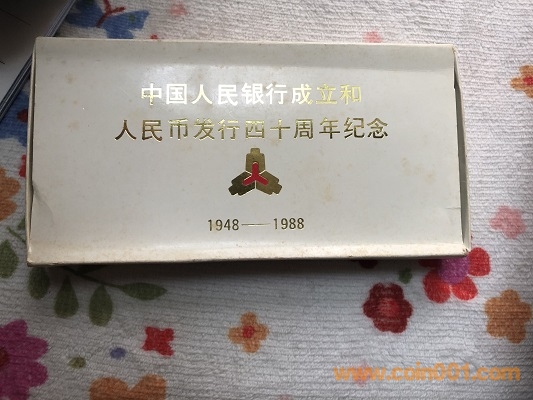 中国人民银行成立和
人民币发行四十周年纪念
1948——1988
www.coin001.com